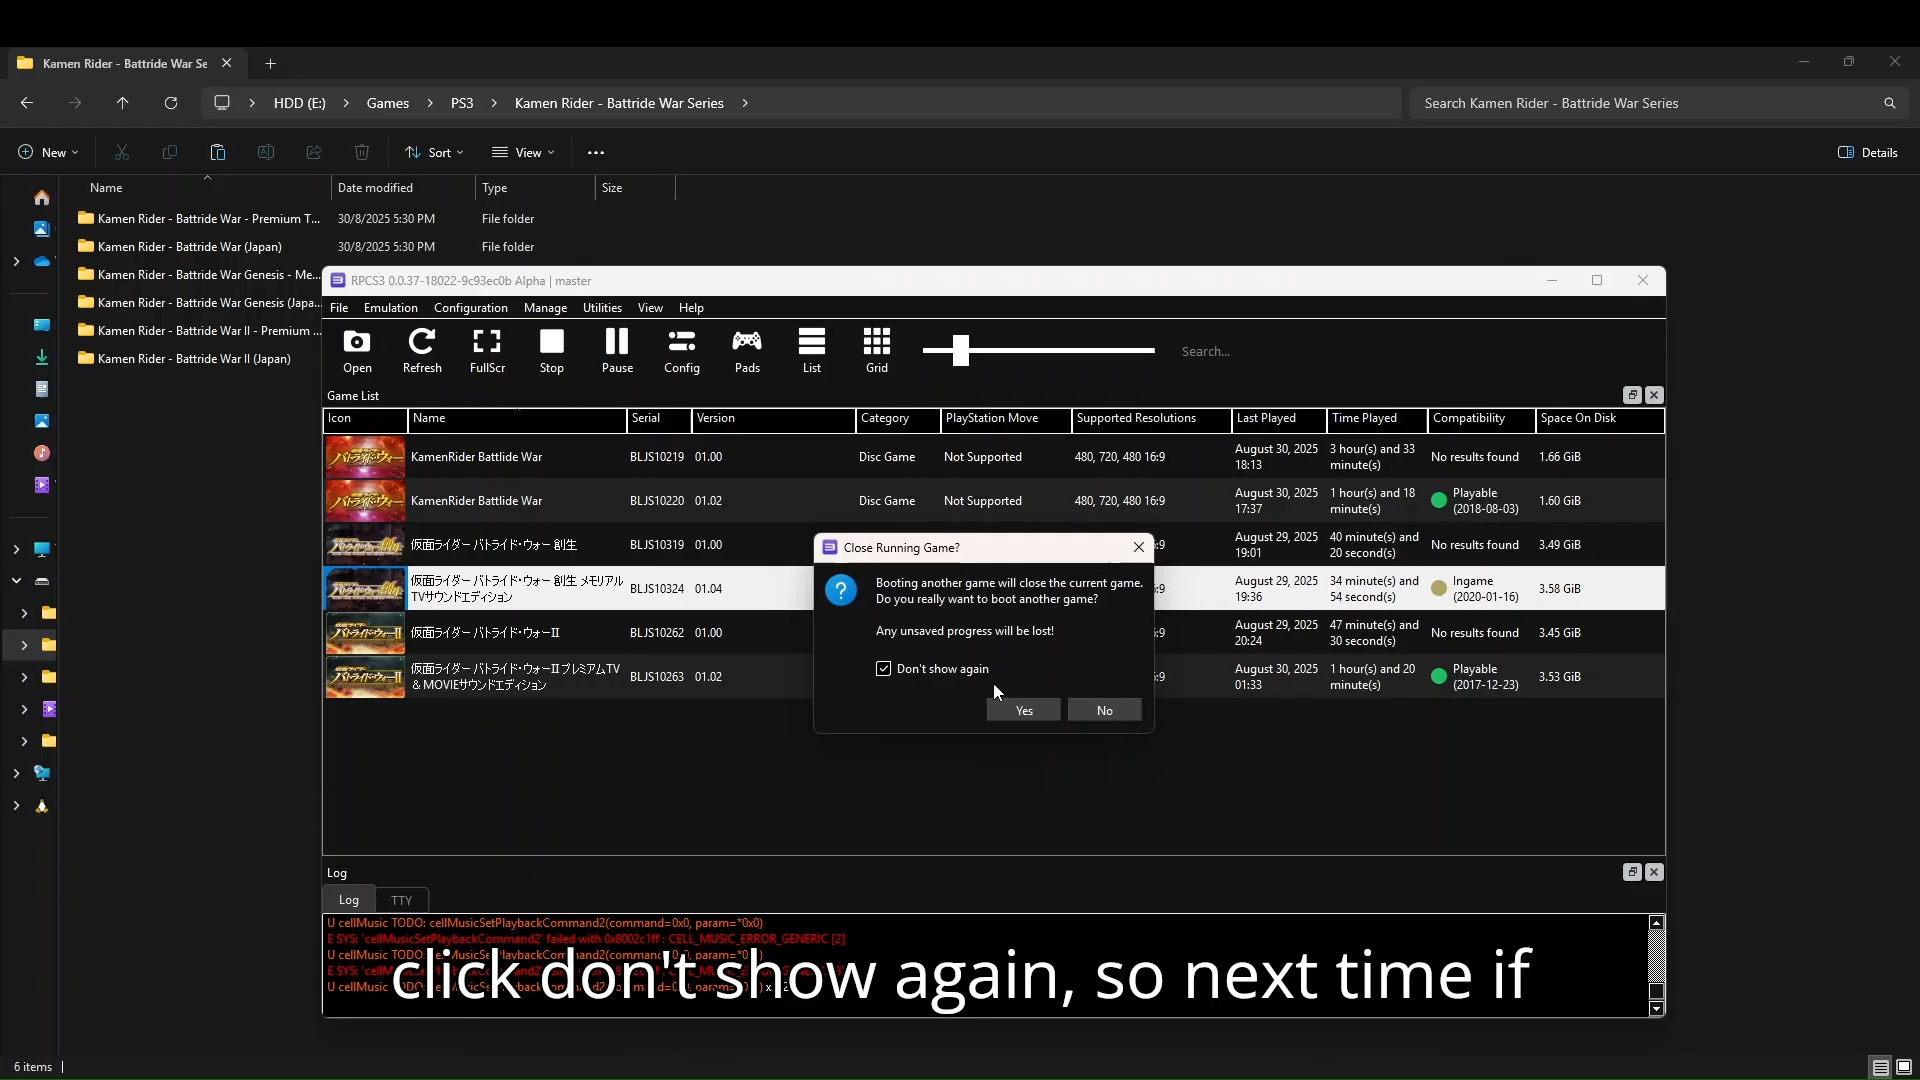 Kamen Rider - Battride War Se
HDD (E:) Games PS3 Kamen Rider - Battride War Series
Search Kamen Rider - Battride War Series
New Sort View Details
Name Date modified Type Size
Kamen Rider - Battride War - Premium T... 30/8/2025 5:30 PM File folder
Kamen Rider - Battride War (Japan) 30/8/2025 5:30 PM File folder
Kamen Rider - Battride War Genesis - Me...
Kamen Rider - Battride War Genesis (Japa...
Kamen Rider - Battride War II - Premium ...
Kamen Rider - Battride War II (Japan)
RPCS3 0.0.37-18022-9c93ec0b Alpha | master
File Emulation Configuration Manage Utilities View Help
Open Refresh FullScr Stop Pause Config Pads List Grid Search...
Game List
Icon Name Serial Version Category PlayStation Move Supported Resolutions Last Played Time Played Compatibility Space On Disk
KamenRider Battlide War BLJS10219 01.00 Disc Game Not Supported 480, 720, 480 16:9 August 30, 2025 18:13 3 hour(s) and 33 minute(s) No results found 1.66 GiB
KamenRider Battlide War BLJS10220 01.02 Disc Game Not Supported 480, 720, 480 16:9 August 30, 2025 17:37 1 hour(s) and 18 minute(s) Playable (2018-08-03) 1.60 GiB
仮面ライダー バトライド・ウォー 創生 BLJS10319 01.00 :9 August 29, 2025 19:01 40 minute(s) and 20 second(s) No results found 3.49 GiB
仮面ライダー バトライド・ウォー 創生 メモリアルTVサウンドエディション BLJS10324 01.04 :9 August 29, 2025 19:36 34 minute(s) and 54 second(s) Ingame (2020-01-16) 3.58 GiB
仮面ライダー バトライド・ウォーII BLJS10262 01.00 :9 August 29, 2025 20:24 47 minute(s) and 30 second(s) No results found 3.45 GiB
仮面ライダー バトライド・ウォーII プレミアムTV & MOVIEサウンドエディション BLJS10263 01.02 :9 August 30, 2025 01:33 1 hour(s) and 20 minute(s) Playable (2017-12-23) 3.53 GiB
Close Running Game?
Booting another game will close the current game.
Do you really want to boot another game?
Any unsaved progress will be lost!
Don't show again
Yes No
Log
Log TTY
U cellMusic TODO: cellMusicSetPlaybackCommand2(command=0x0, param=*0x0)
E SYS: 'cellMusicSetPlaybackCommand2' failed with 0x8002c1ff : CELL_MUSIC_ERROR_GENERIC [2]
U cellMusic TODO
E SYS:
U cellMusic
click don't show again, so next time if
6 items